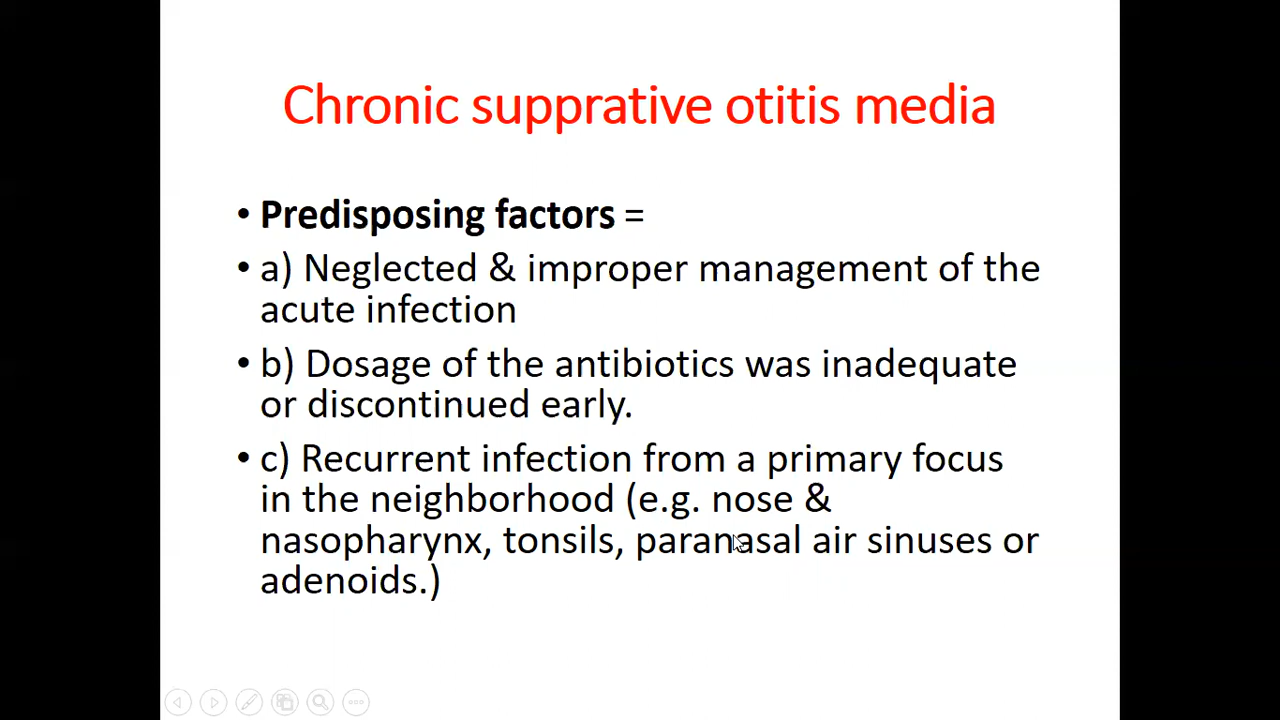 Chronic supprative otitis media
• Predisposing factors =
• a) Neglected & improper management of the
acute infection
• b) Dosage of the antibiotics was inadequate
or discontinued early.
• c) Recurrent infection from a primary focus
in the neighborhood (e.g. nose &
nasopharynx, tonsils, paranasal air sinuses or
adenoids.)